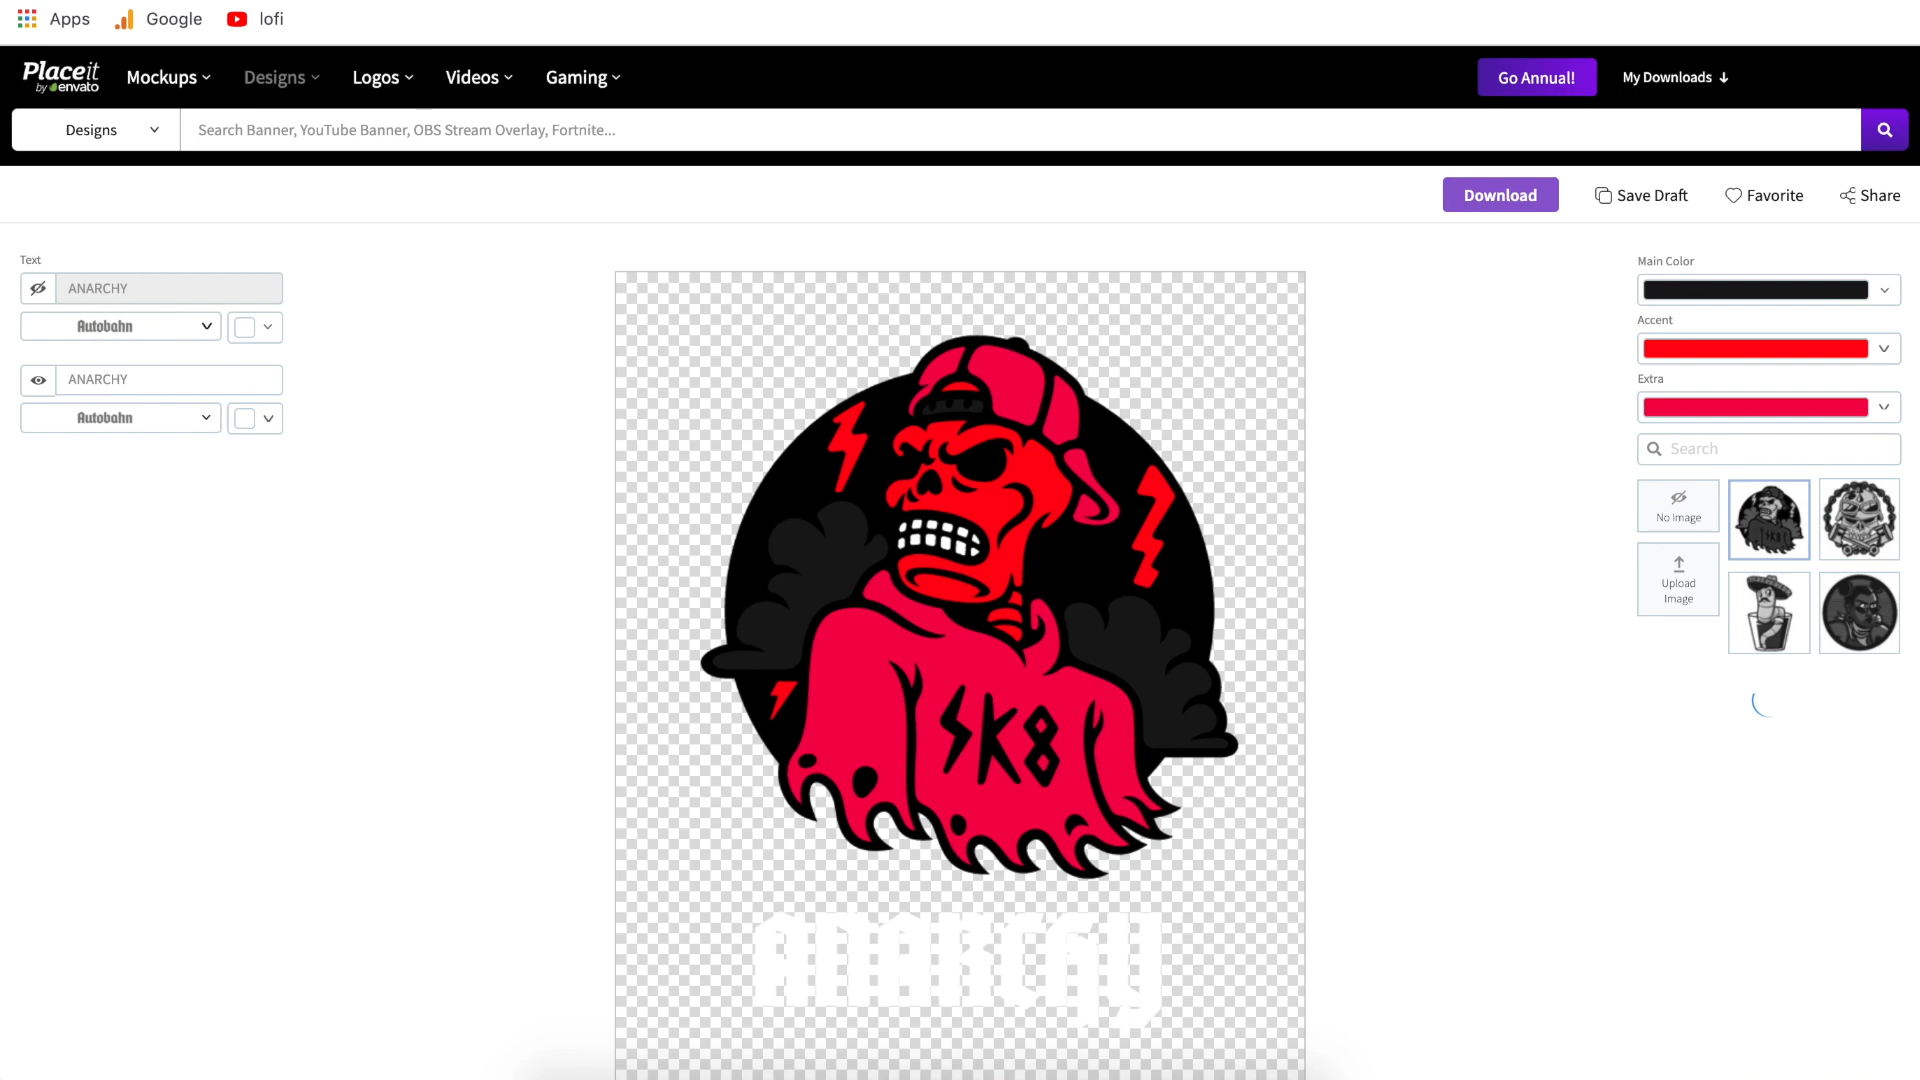 Apps Google lofi
Placeit by envato
Mockups Designs Logos Videos Gaming Go Annual! My Downloads
Designs Search Banner, YouTube Banner, OBS Stream Overlay, Fortnite...
Download Save Draft Favorite Share
Text
ANARCHY
Autobahn
ANARCHY
Autobahn
SK8
ANARCHY
Main Color
Accent
Extra
Search
No Image
SK8
Upload
Image